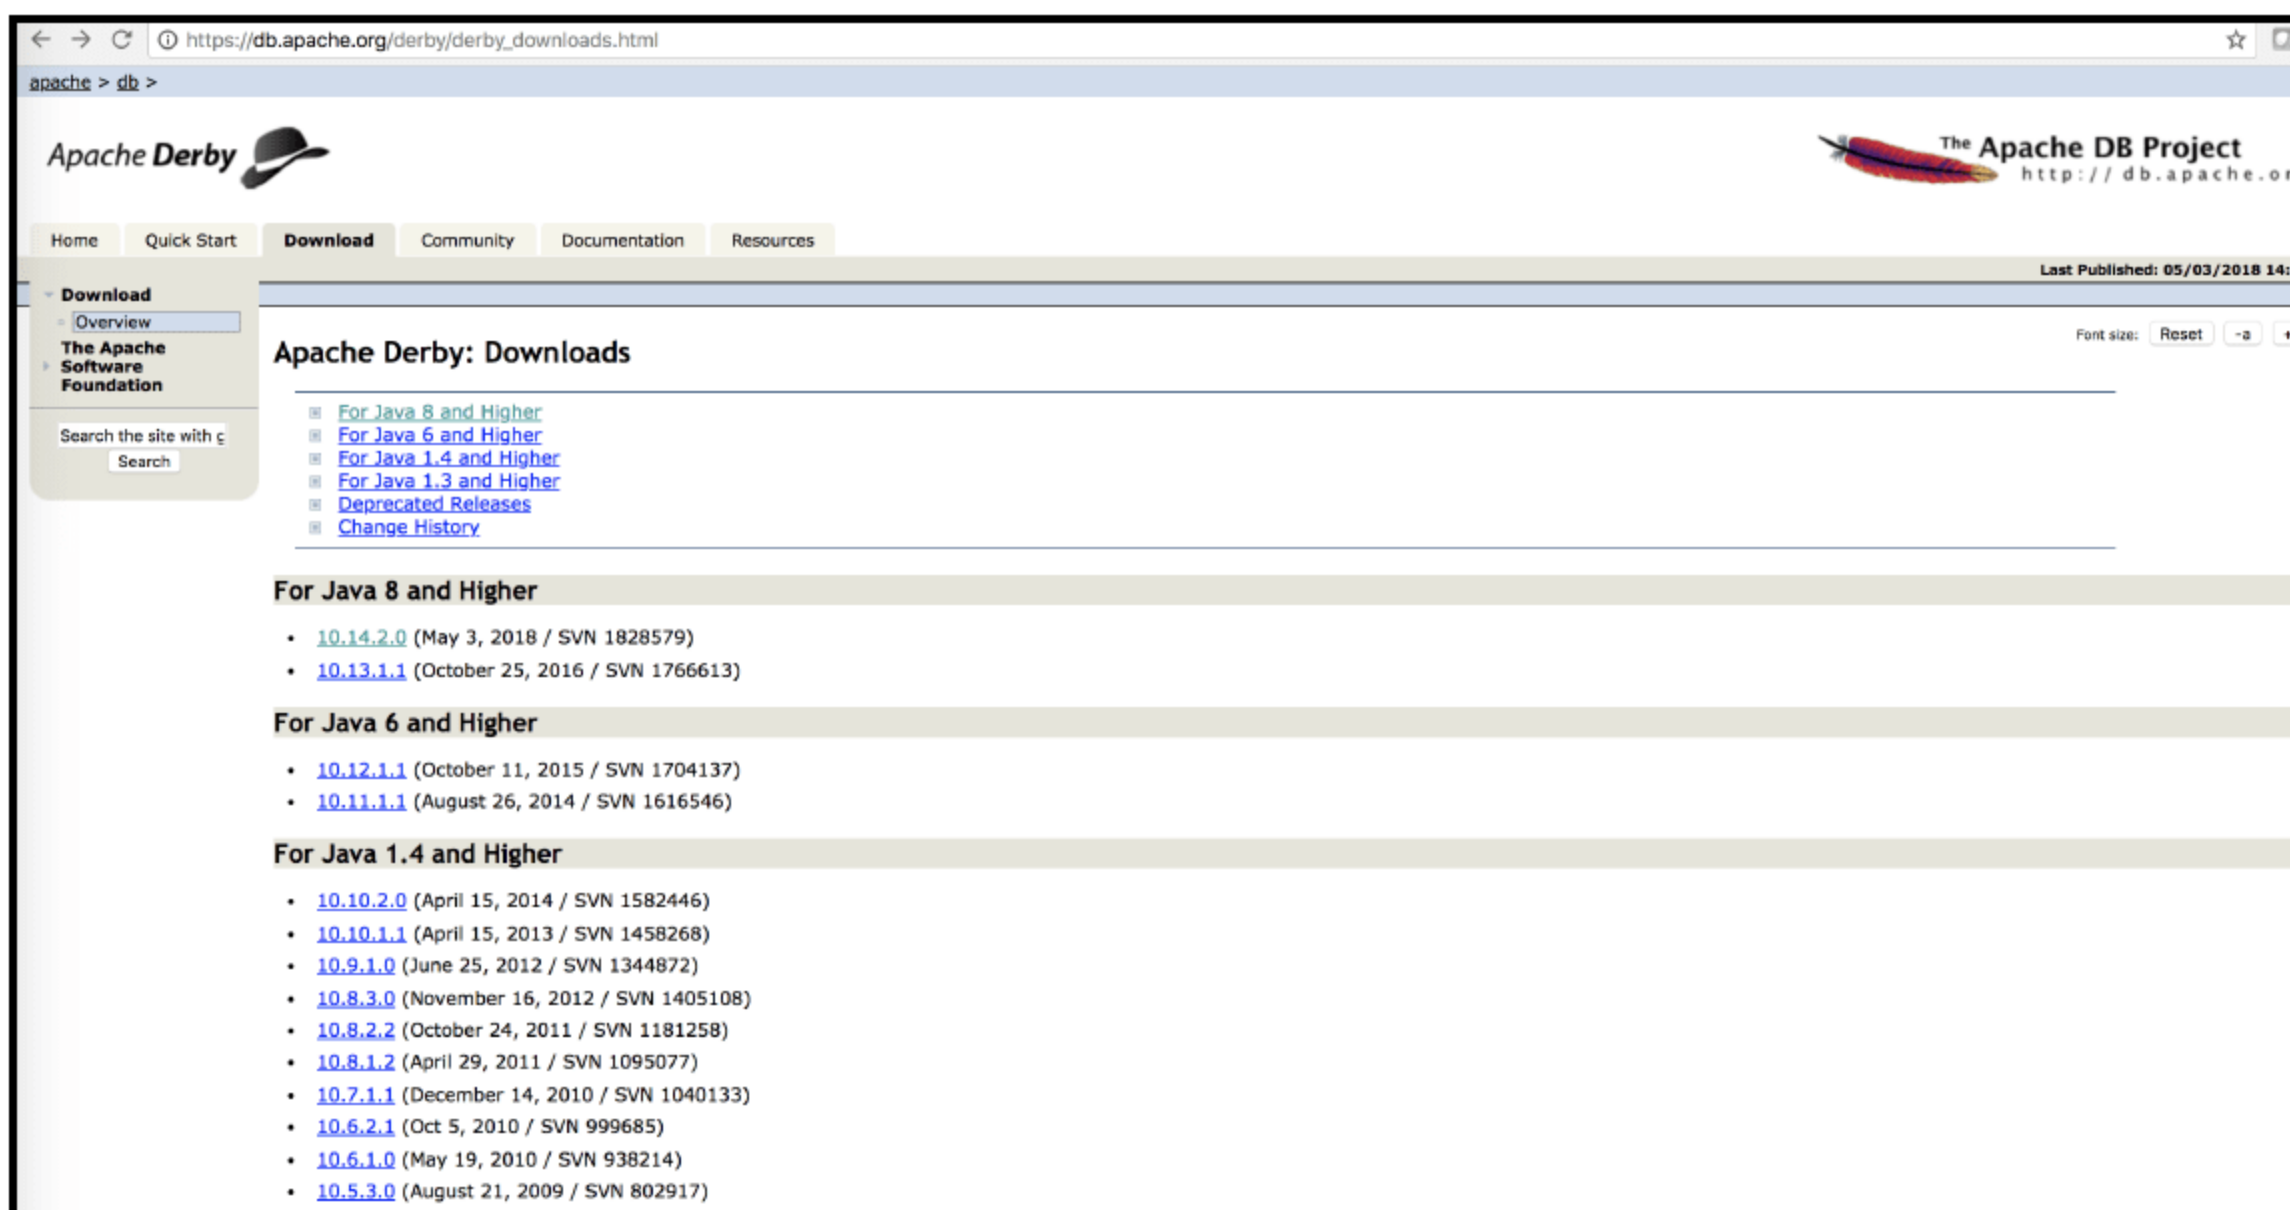 https://db.apache.org/derby/derby_downloads.html
apache > db >
Apache Derby
The Apache DB Project
http://db.apache.or
Home Quick Start Download Community Documentation Resources
Last Published: 05/03/2018 14:
Download
Overview
The Apache
Software
Foundation
Search the site with g
Search
Font size: Reset -a +
Apache Derby: Downloads
For Java 8 and Higher
For Java 6 and Higher
For Java 1.4 and Higher
For Java 1.3 and Higher
Deprecated Releases
Change History
For Java 8 and Higher
• 10.14.2.0 (May 3, 2018 / SVN 1828579)
• 10.13.1.1 (October 25, 2016 / SVN 1766613)
For Java 6 and Higher
• 10.12.1.1 (October 11, 2015 / SVN 1704137)
• 10.11.1.1 (August 26, 2014 / SVN 1616546)
For Java 1.4 and Higher
• 10.10.2.0 (April 15, 2014 / SVN 1582446)
• 10.10.1.1 (April 15, 2013 / SVN 1458268)
• 10.9.1.0 (June 25, 2012 / SVN 1344872)
• 10.8.3.0 (November 16, 2012 / SVN 1405108)
• 10.8.2.2 (October 24, 2011 / SVN 1181258)
• 10.8.1.2 (April 29, 2011 / SVN 1095077)
• 10.7.1.1 (December 14, 2010 / SVN 1040133)
• 10.6.2.1 (Oct 5, 2010 / SVN 999685)
• 10.6.1.0 (May 19, 2010 / SVN 938214)
• 10.5.3.0 (August 21, 2009 / SVN 802917)